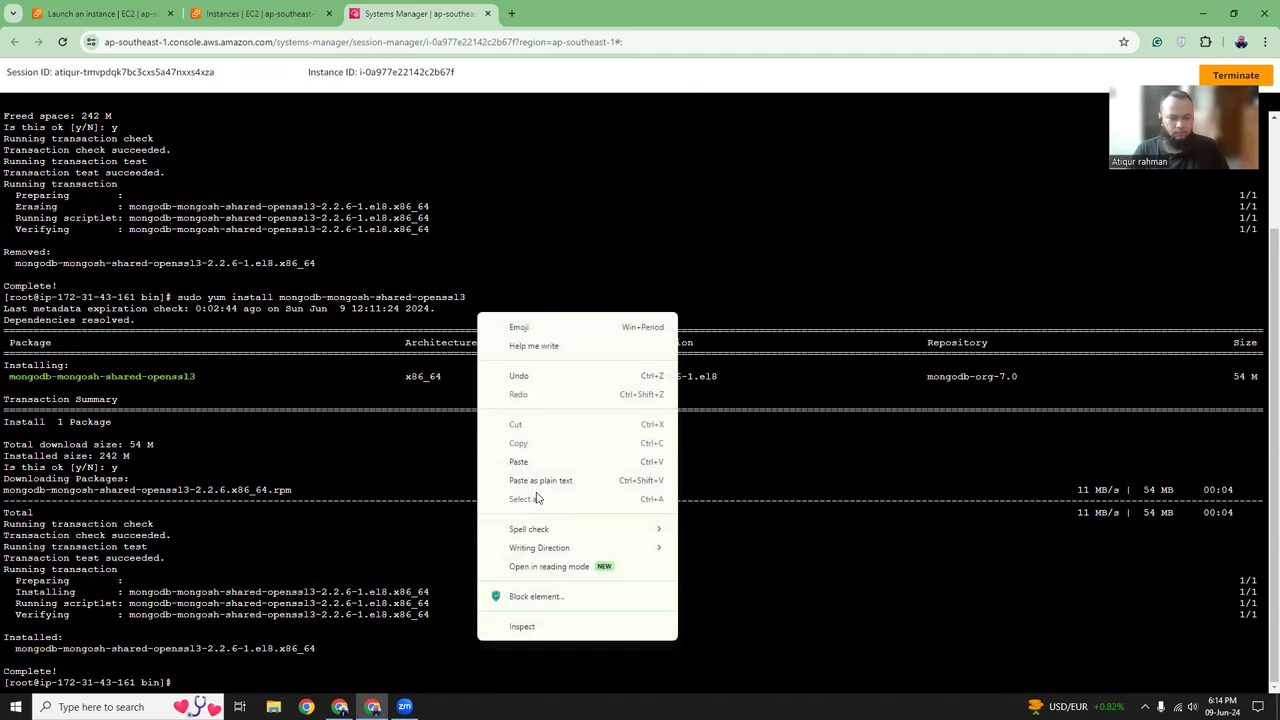 Launch an instance | EC2 | ap-s
Instances | EC2 | ap-southeast-1
Systems Manager | ap-southeas
ap-southeast-1.console.aws.amazon.com/systems-manager/session-manager/i-0a977e22142c2b67f?region=ap-southeast-1#:
Session ID: atiqur-tmvpdqk7bc3cxs5a47nxxs4xza
Instance ID: i-0a977e22142c2b67f
Terminate
Atiqur rahman
Freed space: 242 M
Is this ok [y/N]: y
Running transaction check
Transaction check succeeded.
Running transaction test
Transaction test succeeded.
Running transaction
Preparing : 1/1
Erasing : mongodb-mongosh-shared-openssl3-2.2.6-1.el8.x86_64 1/1
Running scriptlet: mongodb-mongosh-shared-openssl3-2.2.6-1.el8.x86_64 1/1
Verifying : mongodb-mongosh-shared-openssl3-2.2.6-1.el8.x86_64 1/1
Removed:
mongodb-mongosh-shared-openssl3-2.2.6-1.el8.x86_64
Complete!
[root@ip-172-31-43-161 bin]# sudo yum install mongodb-mongosh-shared-openssl3
Last metadata expiration check: 0:02:44 ago on Sun Jun 9 12:11:24 2024.
Dependencies resolved.
Package Architecture ion Repository Size
Installing:
mongodb-mongosh-shared-openssl3 x86_64 6-1.el8 mongodb-org-7.0 54 M
Transaction Summary
Install 1 Package
Total download size: 54 M
Installed size: 242 M
Is this ok [y/N]: y
Downloading Packages:
mongodb-mongosh-shared-openssl3-2.2.6.x86_64.rpm 11 MB/s | 54 MB 00:04
Total 11 MB/s | 54 MB 00:04
Running transaction check
Transaction check succeeded.
Running transaction test
Transaction test succeeded.
Running transaction
Preparing : 1/1
Installing : mongodb-mongosh-shared-openssl3-2.2.6-1.el8.x86_64 1/1
Running scriptlet: mongodb-mongosh-shared-openssl3-2.2.6-1.el8.x86_64 1/1
Verifying : mongodb-mongosh-shared-openssl3-2.2.6-1.el8.x86_64 1/1
Installed:
mongodb-mongosh-shared-openssl3-2.2.6-1.el8.x86_64
Complete!
[root@ip-172-31-43-161 bin]#
Emoji Win+Period
Help me write
Undo Ctrl+Z
Redo Ctrl+Shift+Z
Cut Ctrl+X
Copy Ctrl+C
Paste Ctrl+V
Paste as plain text Ctrl+Shift+V
Select Ctrl+A
Spell check
Writing Direction
Open in reading mode NEW
Block element...
Inspect
Type here to search
USD/EUR +0.82%
6:14 PM
09-Jun-24